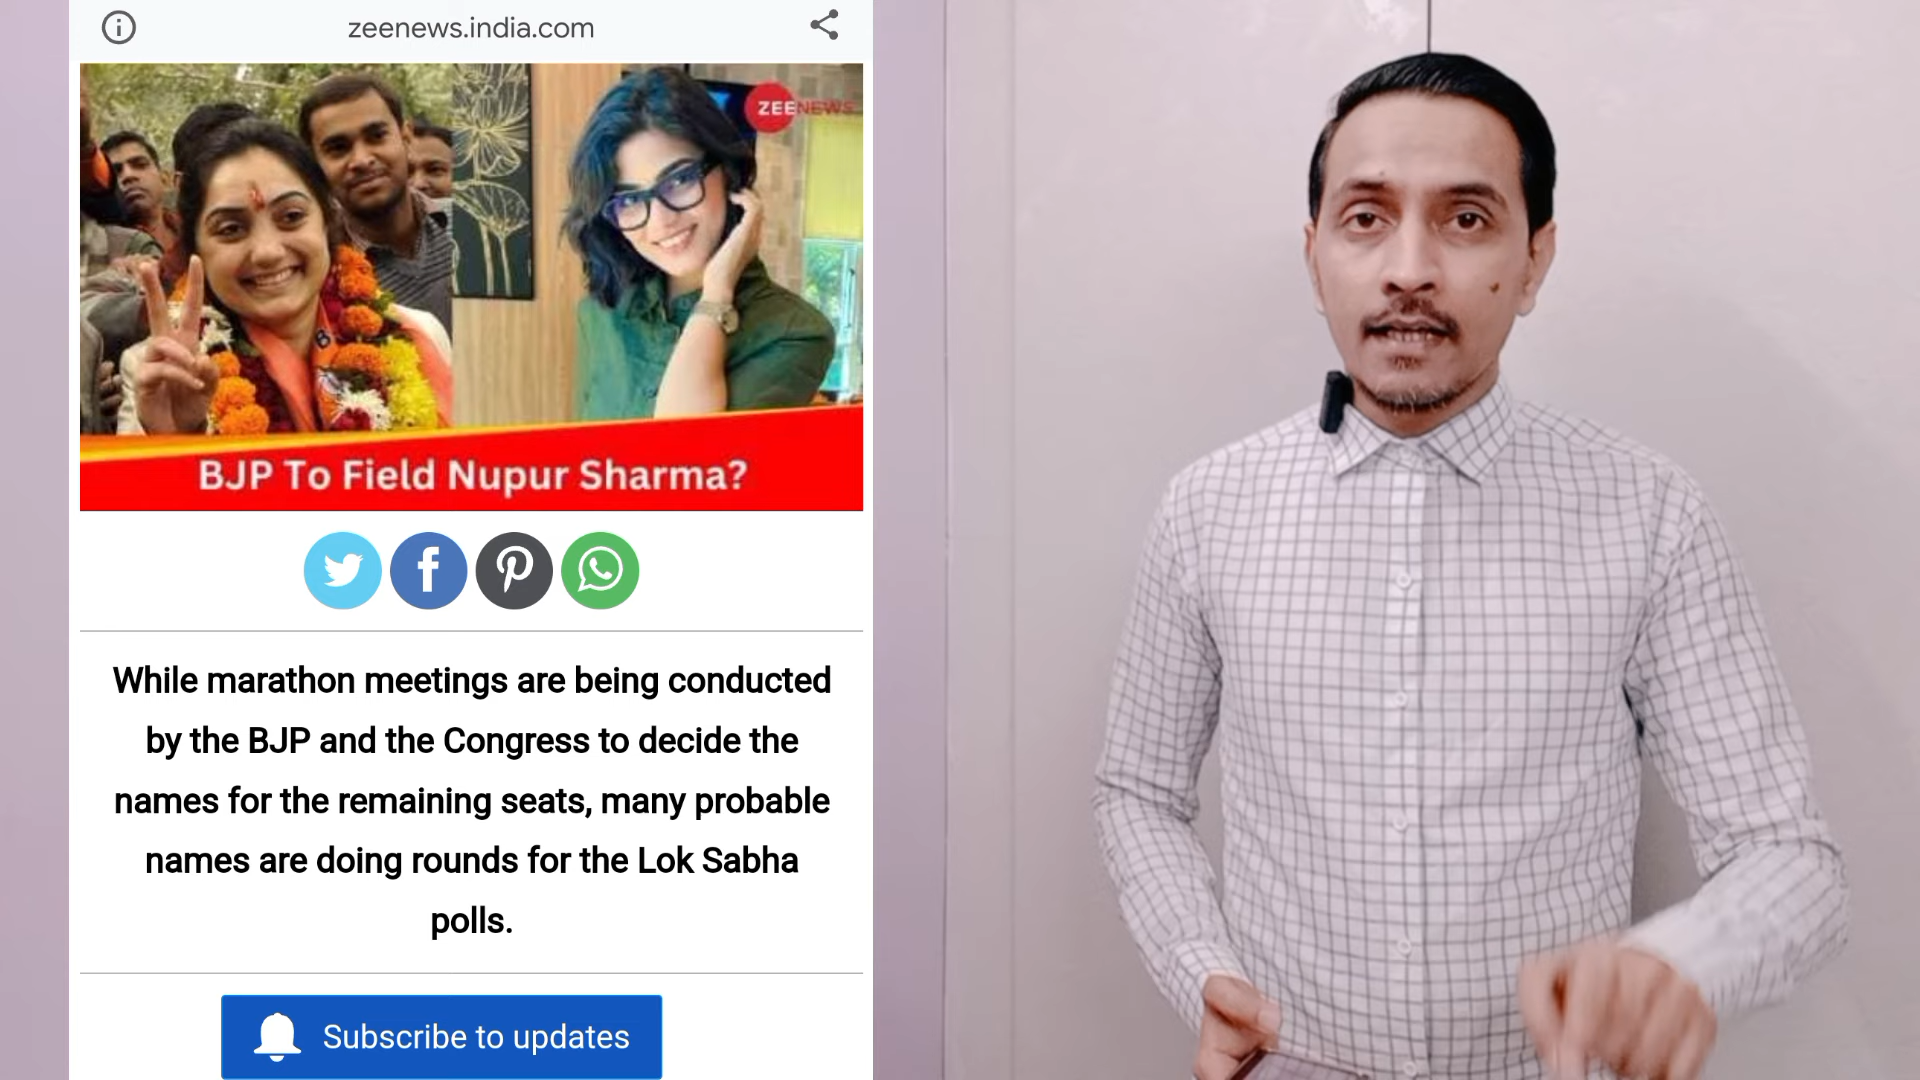 zeenews.india.com
ZEENEWS
BJP To Field Nupur Sharma?
While marathon meetings are being conducted
by the BJP and the Congress to decide the
names for the remaining seats, many probable
names are doing rounds for the Lok Sabha
polls.
Subscribe to updates